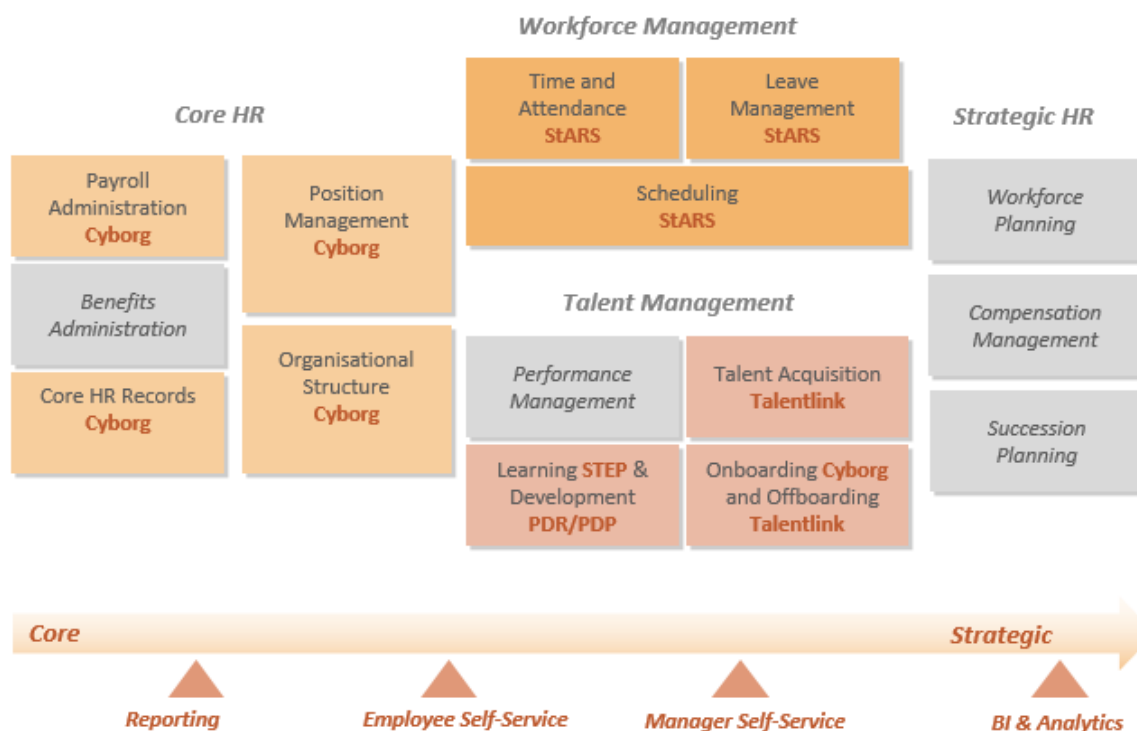 Workforce Management
Core HR
Strategic HR
Time and
Attendance
StARS
Leave
Management
StARS
Scheduling
StARS
Payroll
Administration
Cyborg
Position
Management
Cyborg
Benefits
Administration
Core HR Records
Cyborg
Organisational
Structure
Cyborg
Talent Management
Performance
Management
Talent Acquisition
Talentlink
Learning STEP &
Development
PDR/PDP
Onboarding Cyborg
and Offboarding
Talentlink
Workforce
Planning
Compensation
Management
Succession
Planning
Core
Strategic
Reporting
Employee Self-Service
Manager Self-Service
BI & Analytics